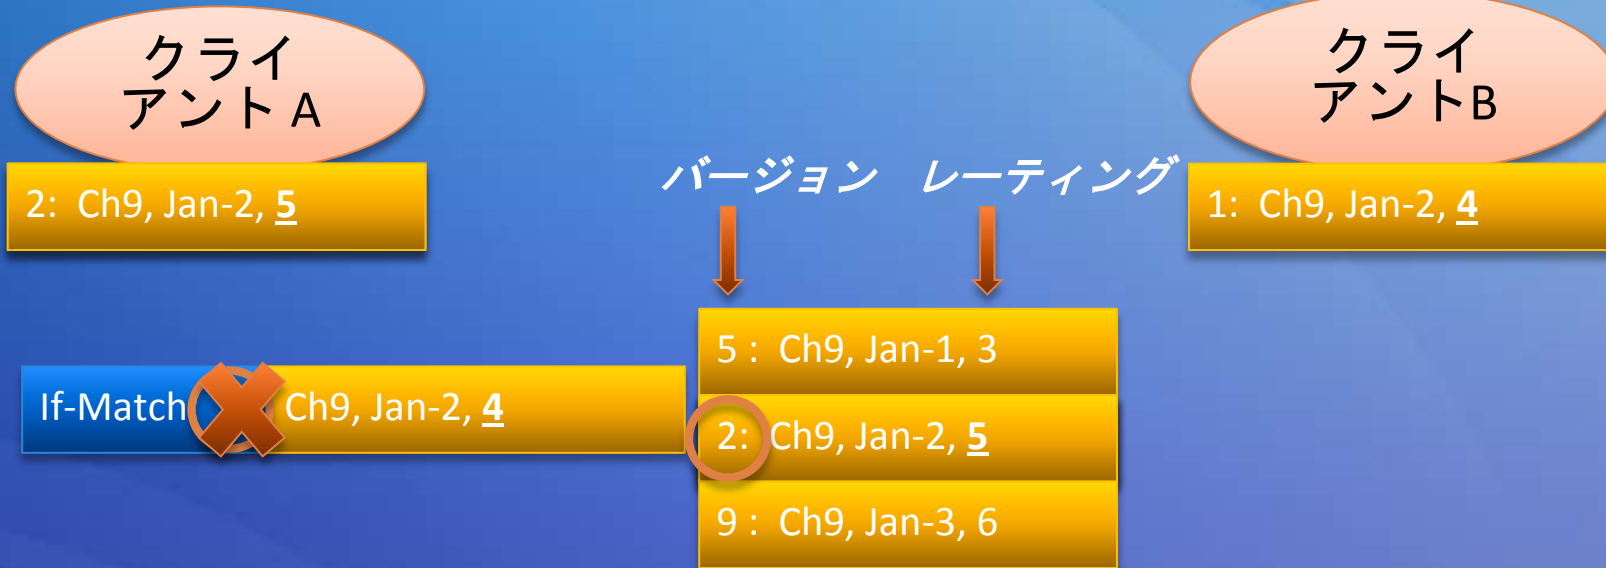 クライ
アント A
クライ
アントB
バージョン レーティング
2: Ch9, Jan-2, 5
1: Ch9, Jan-2, 4
5 : Ch9, Jan-1, 3
If-Match Ch9, Jan-2, 4
2: Ch9, Jan-2, 5
9 : Ch9, Jan-3, 6